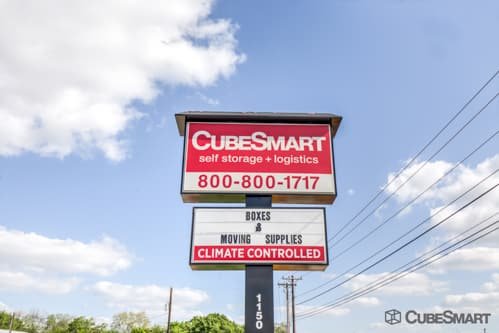 CUBESMART
self storage + logistics
800-800-1717
BOXES
&
MOVING SUPPLIES
CLIMATE CONTROLLED
1150
CUBESMART